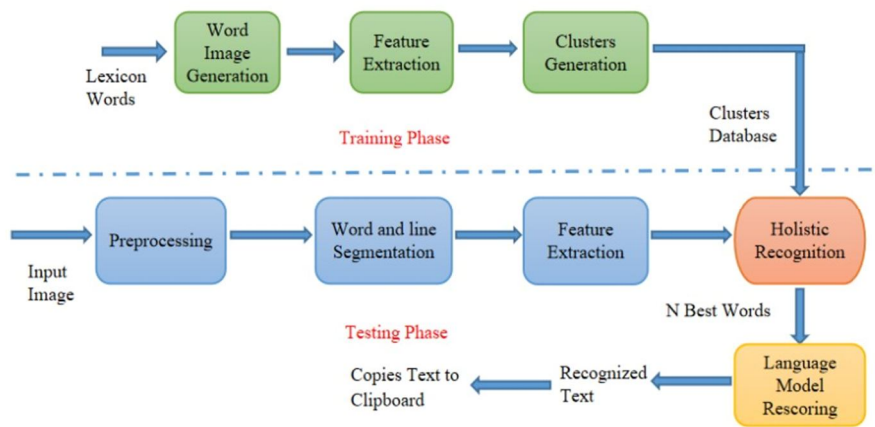 Lexicon
Words
Word
Image
Generation
Feature
Extraction
Clusters
Generation
Clusters
Database
Training Phase
Input
Image
Preprocessing
Word and line
Segmentation
Feature
Extraction
Holistic
Recognition
N Best Words
Testing Phase
Language
Model
Rescoring
Recognized
Text
Copies Text to
Clipboard